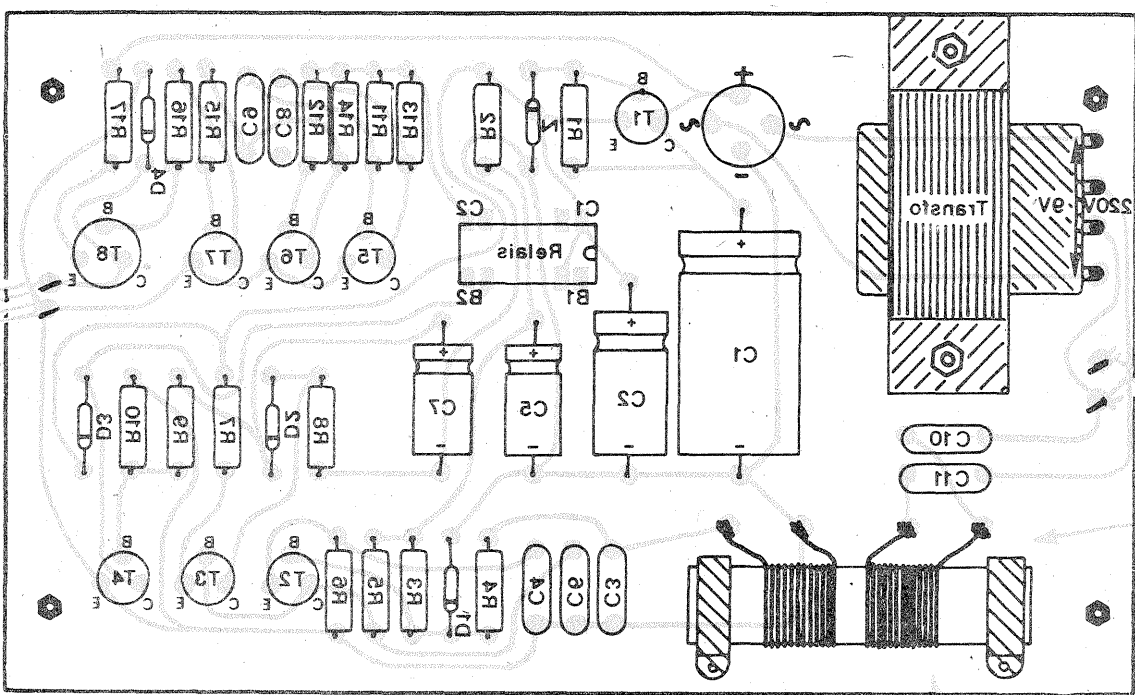 R17
D4
R16
R15
C9
C8
R12
R14
R11
R13
R2
Z
R1
B
T1
E C
+
~ ~
-
Transfo
9V
220V
B
T8
E C
B
T7
E C
B
T6
E C
B
T5
E C
C2 C1
Relais
B2 B1
+
C1
-
+
C2
-
+
C5
-
+
C7
-
D3
R10
R9
R7
D2
R8
C10
C11
B
T4
E C
B
T3
E C
B
T2
E C
R6
R5
R3
D1
R4
C4
C6
C3